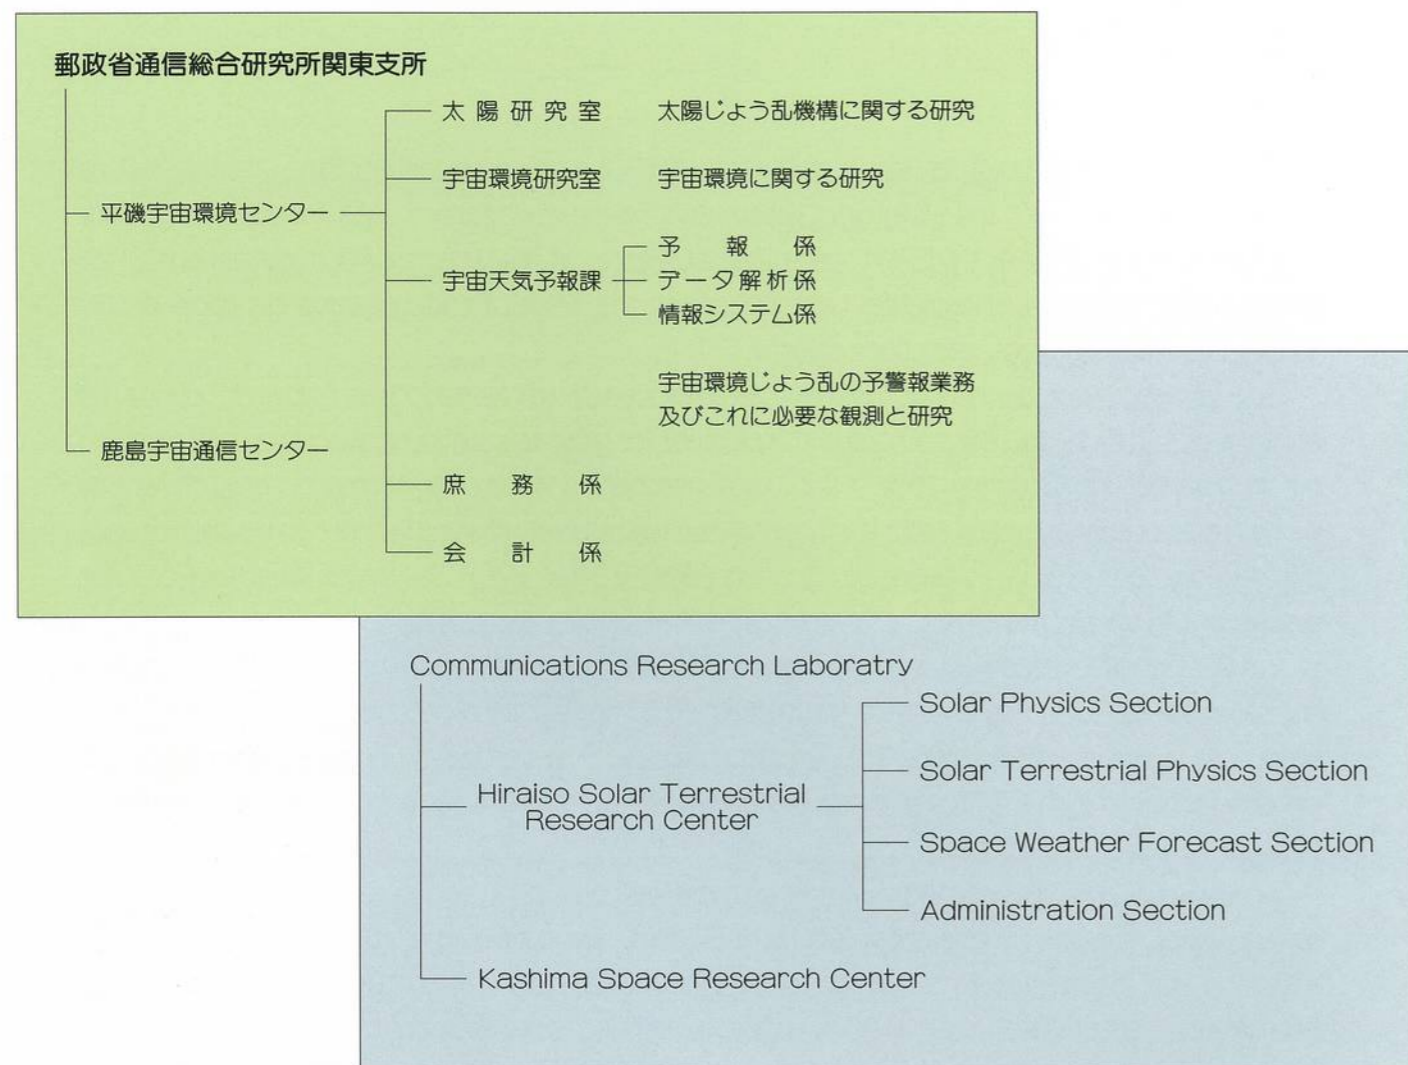 郵政省通信総合研究所関東支所
太陽研究室 太陽じょう乱機構に関する研究
宇宙環境研究室 宇宙環境に関する研究
平磯宇宙環境センター
予報係
宇宙天気予報課 データ解析係
情報システム係
宇宙環境じょう乱の予警報業務
及びこれに必要な観測と研究
鹿島宇宙通信センター
庶務係
会計係
Communications Research Laboratry
Solar Physics Section
Solar Terrestrial Physics Section
Hiraiso Solar Terrestrial
Research Center
Space Weather Forecast Section
Administration Section
Kashima Space Research Center